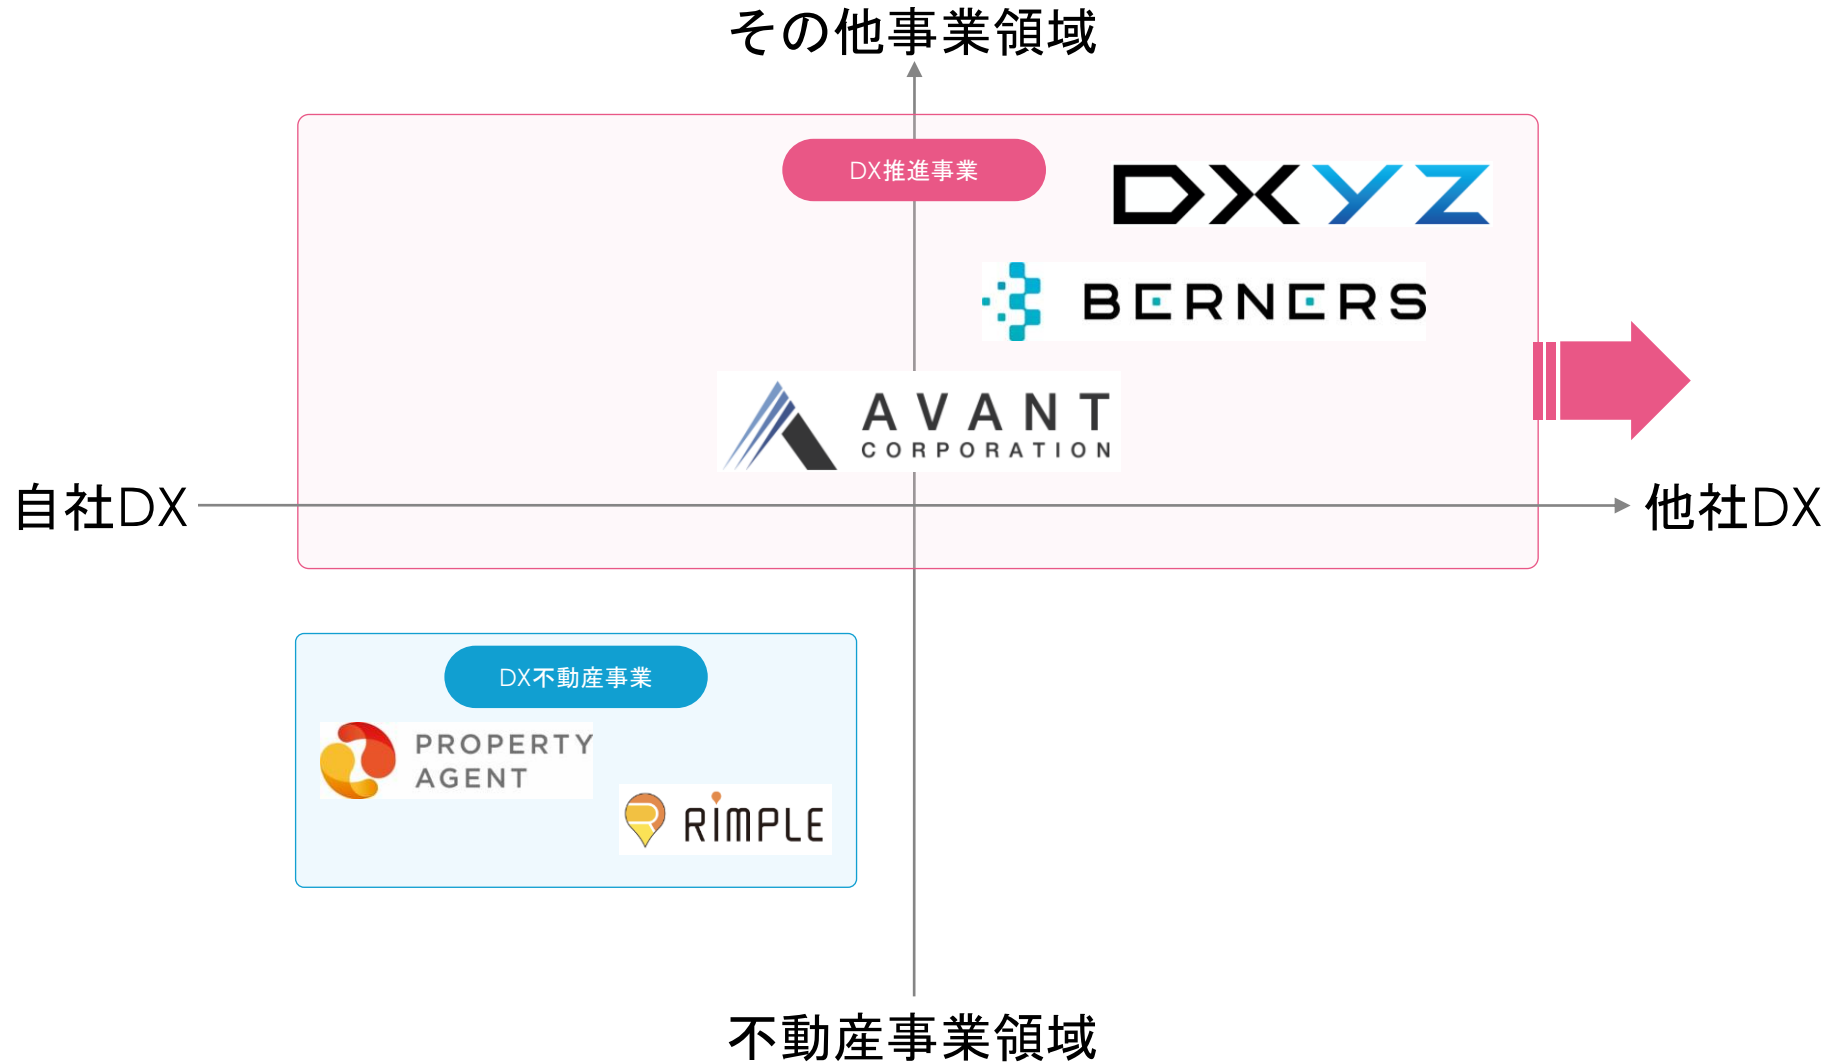 その他事業領域
DX推進事業
DXYZ
BERNERS
AVANT
CORPORATION
自社DX
他社DX
DX不動産事業
PROPERTY
AGENT
RIMPLE
不動産事業領域